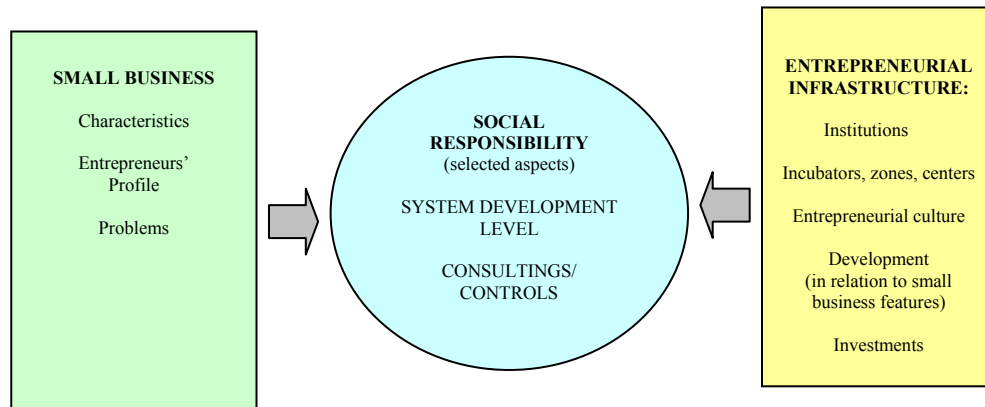 SMALL BUSINESS
Characteristics
Entrepreneurs’
Profile
Problems
SOCIAL
RESPONSIBILITY
(selected aspects)
SYSTEM DEVELOPMENT
LEVEL
CONSULTINGS/
CONTROLS
ENTREPRENEURIAL
INFRASTRUCTURE:
Institutions
Incubators, zones, centers
Entrepreneurial culture
Development
(in relation to small
business features)
Investments